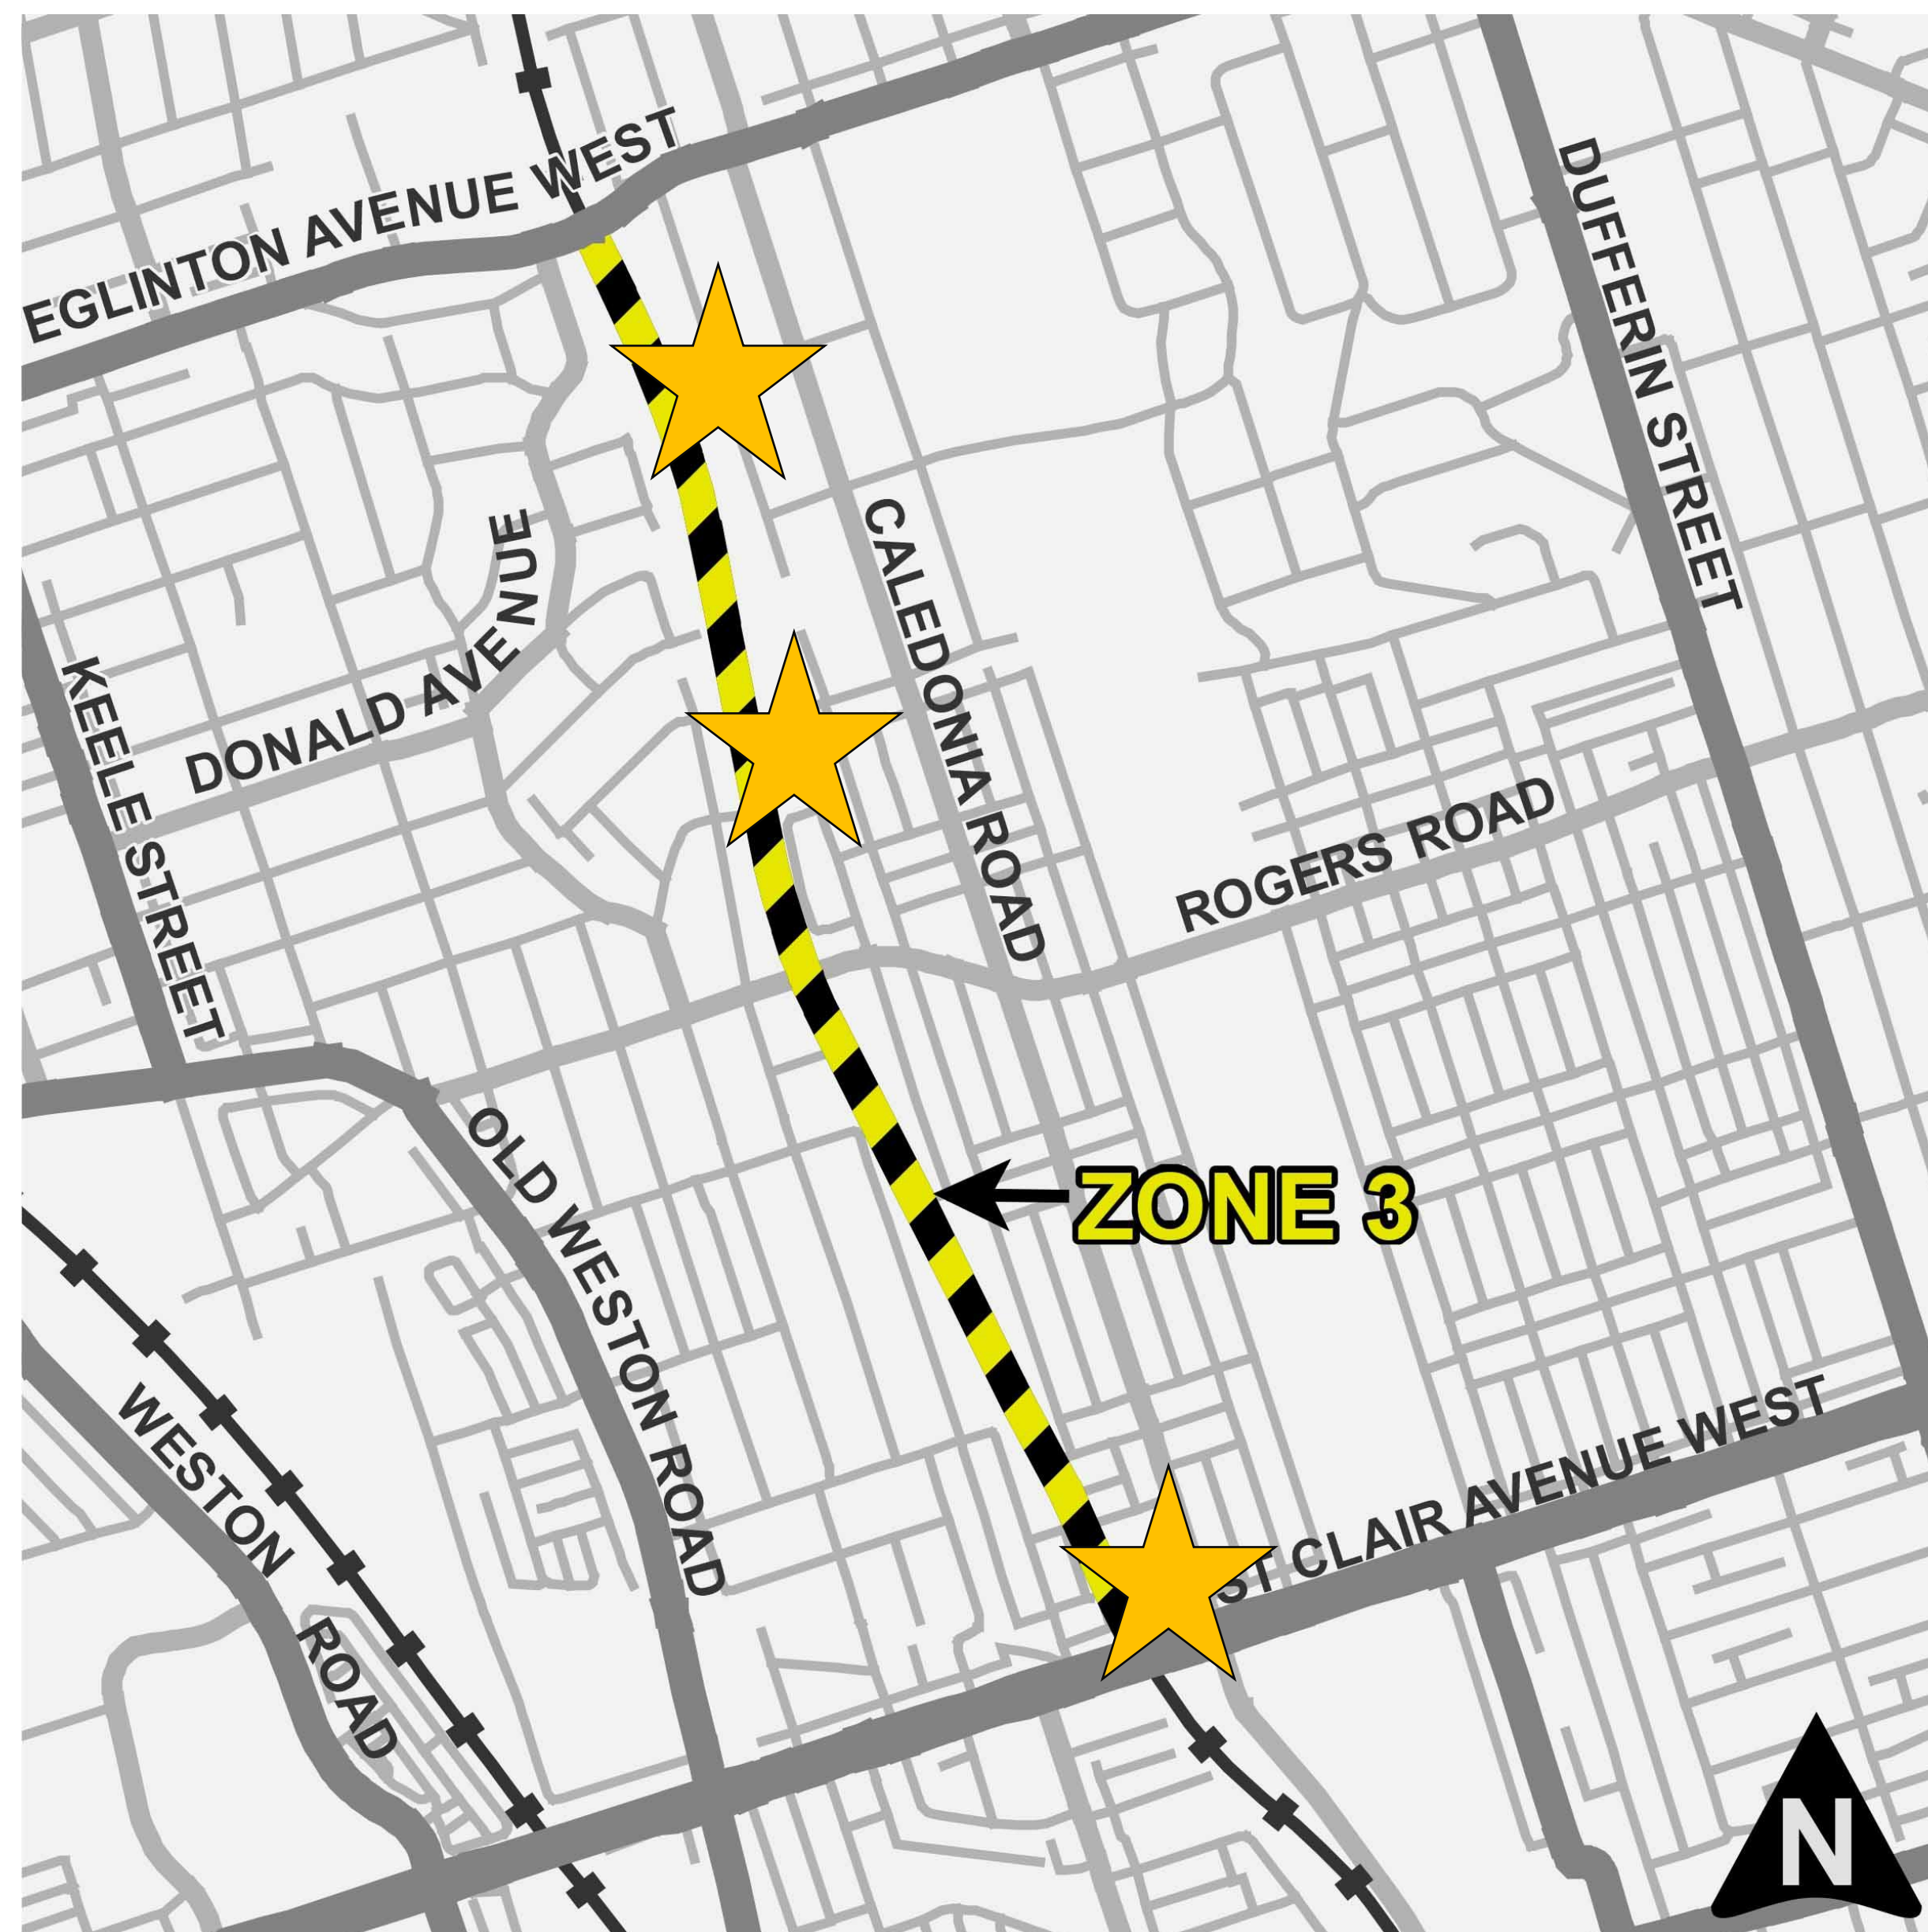 EGLINTON AVENUE WEST
DUFFERIN STREET
CALEDONIA ROAD
DONALD AVENUE
KEELE STREET
ROGERS ROAD
OLD WESTON ROAD
ZONE 3
ST CLAIR AVENUE WEST
WESTON ROAD
N